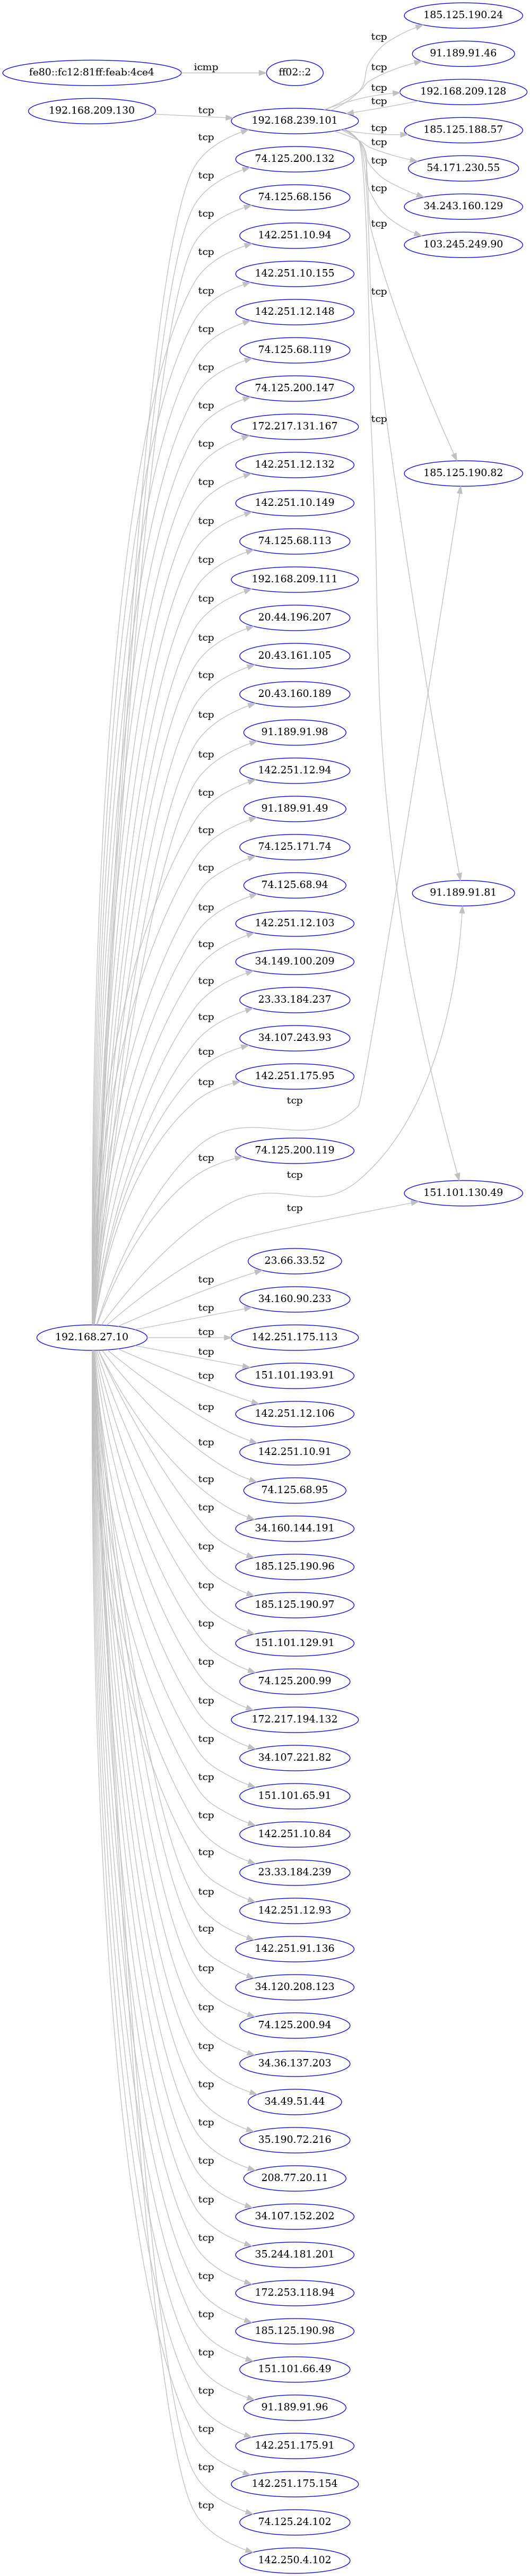 185.125.190.24
tcp
91.189.91.46
tcp
fe80::fc12:81ff:feab:4ce4
icmp
ff02::2
192.168.209.128
tcp
tcp
192.168.209.130
tcp
192.168.239.101
185.125.188.57
tcp
tcp
tcp
74.125.200.132
54.171.230.55
tcp
tcp
74.125.68.156
34.243.160.129
tcp
tcp
142.251.10.94
103.245.249.90
tcp
tcp
142.251.10.155
tcp
tcp
142.251.12.148
tcp
74.125.68.119
tcp
74.125.200.147
tcp
tcp
172.217.131.167
tcp
142.251.12.132
185.125.190.82
tcp
142.251.10.149
tcp
74.125.68.113
tcp
192.168.209.111
tcp
20.44.196.207
tcp
20.43.161.105
tcp
20.43.160.189
tcp
91.189.91.98
tcp
142.251.12.94
tcp
91.189.91.49
tcp
74.125.171.74
tcp
74.125.68.94
91.189.91.81
tcp
142.251.12.103
tcp
34.149.100.209
tcp
23.33.184.237
tcp
34.107.243.93
tcp
142.251.175.95
tcp
tcp
74.125.200.119
tcp
tcp
151.101.130.49
tcp
23.66.33.52
tcp
34.160.90.233
tcp
192.168.27.10
tcp
142.251.175.113
tcp
151.101.193.91
tcp
142.251.12.106
tcp
142.251.10.91
tcp
74.125.68.95
tcp
34.160.144.191
tcp
185.125.190.96
tcp
185.125.190.97
tcp
151.101.129.91
tcp
74.125.200.99
tcp
172.217.194.132
tcp
34.107.221.82
tcp
151.101.65.91
tcp
142.251.10.84
tcp
23.33.184.239
tcp
142.251.12.93
tcp
142.251.91.136
tcp
34.120.208.123
tcp
74.125.200.94
tcp
34.36.137.203
tcp
34.49.51.44
tcp
35.190.72.216
tcp
208.77.20.11
tcp
34.107.152.202
tcp
35.244.181.201
tcp
172.253.118.94
tcp
185.125.190.98
tcp
151.101.66.49
tcp
91.189.91.96
tcp
142.251.175.91
tcp
142.251.175.154
tcp
74.125.24.102
tcp
142.250.4.102